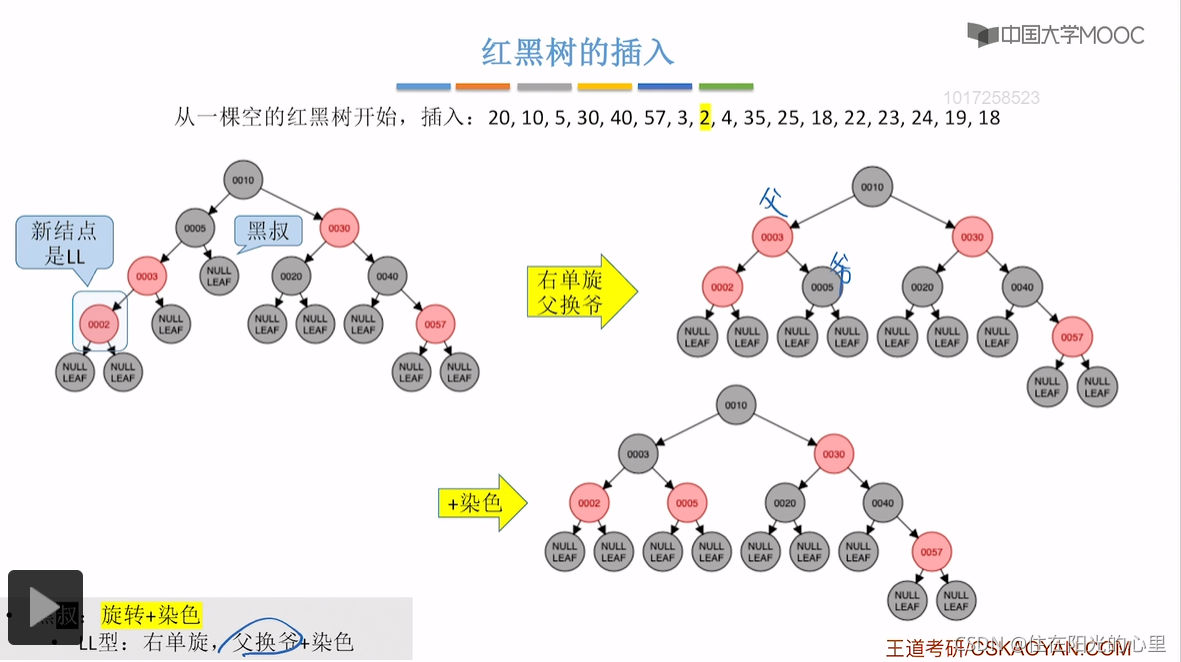 中国大学MOOC
红黑树的插入
1017258523
从一棵空的红黑树开始，插入：20, 10, 5, 30, 40, 57, 3, 2, 4, 35, 25, 18, 22, 23, 24, 19, 18
新结点
是LL
黑叔
0010
0005
0030
0003
NULL LEAF
0020
0040
0002
NULL LEAF
NULL LEAF
NULL LEAF
NULL LEAF
0057
NULL LEAF
NULL LEAF
NULL LEAF
NULL LEAF
右单旋
父换爷
父
爷
0010
0003
0030
0002
0005
0020
0040
NULL LEAF
NULL LEAF
NULL LEAF
NULL LEAF
NULL LEAF
NULL LEAF
NULL LEAF
0057
NULL LEAF
NULL LEAF
+染色
0010
0003
0030
0002
0005
0020
0040
NULL LEAF
NULL LEAF
NULL LEAF
NULL LEAF
NULL LEAF
NULL LEAF
NULL LEAF
0057
NULL LEAF
NULL LEAF
叔：旋转+染色
LL型：右单旋，父换爷+染色
王道考研/CSKAOYAN.COM
CSDN @住在阳光的心里